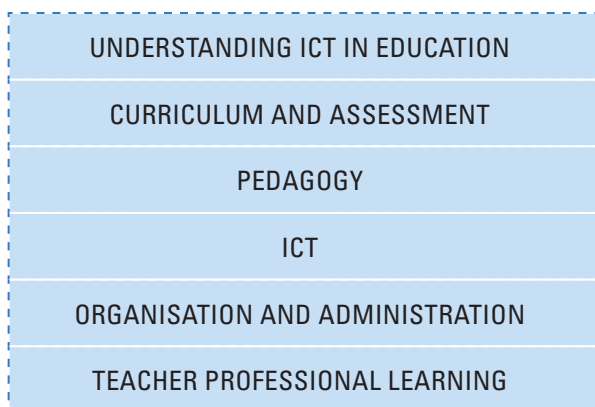 UNDERSTANDING ICT IN EDUCATION
CURRICULUM AND ASSESSMENT
PEDAGOGY
ICT
ORGANISATION AND ADMINISTRATION
TEACHER PROFESSIONAL LEARNING